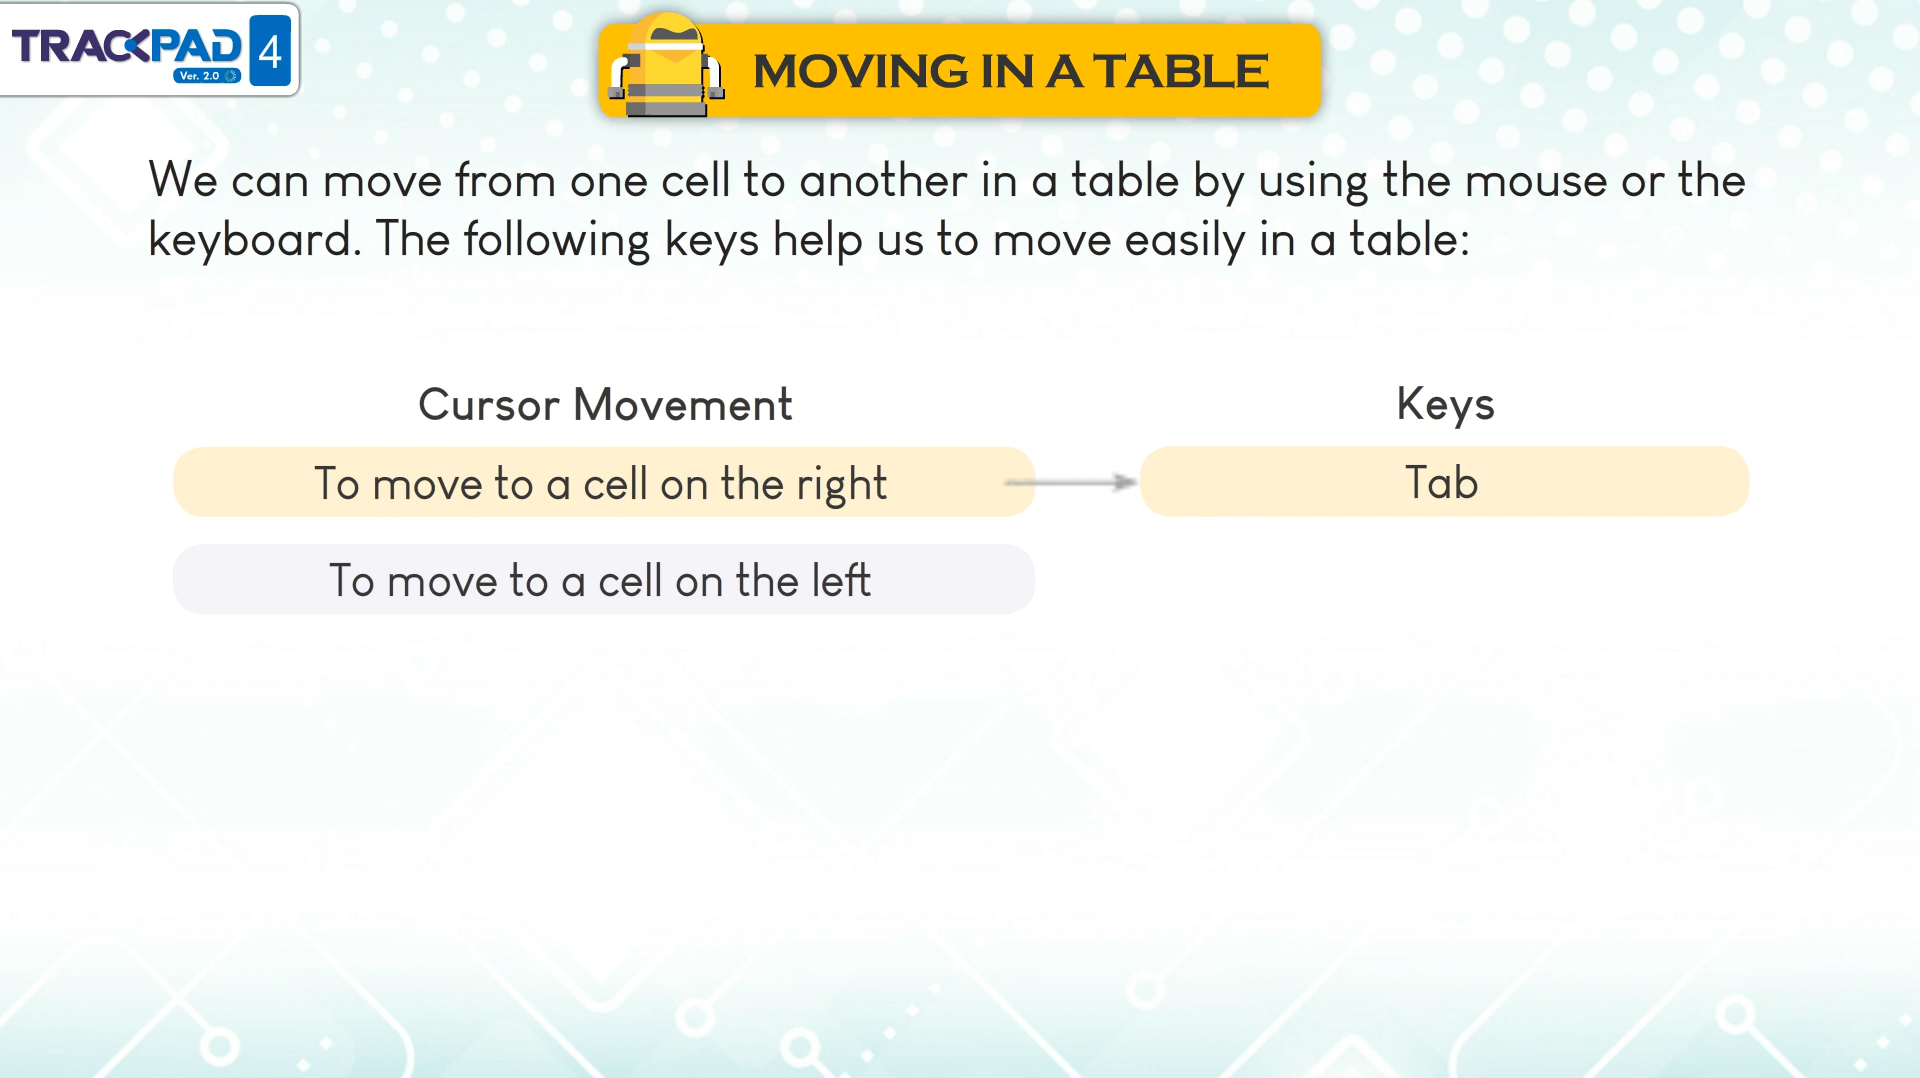 TRACKPAD 4
Ver. 2.0
MOVING IN A TABLE
We can move from one cell to another in a table by using the mouse or the
keyboard. The following keys help us to move easily in a table:
Cursor Movement Keys
To move to a cell on the right Tab
To move to a cell on the left